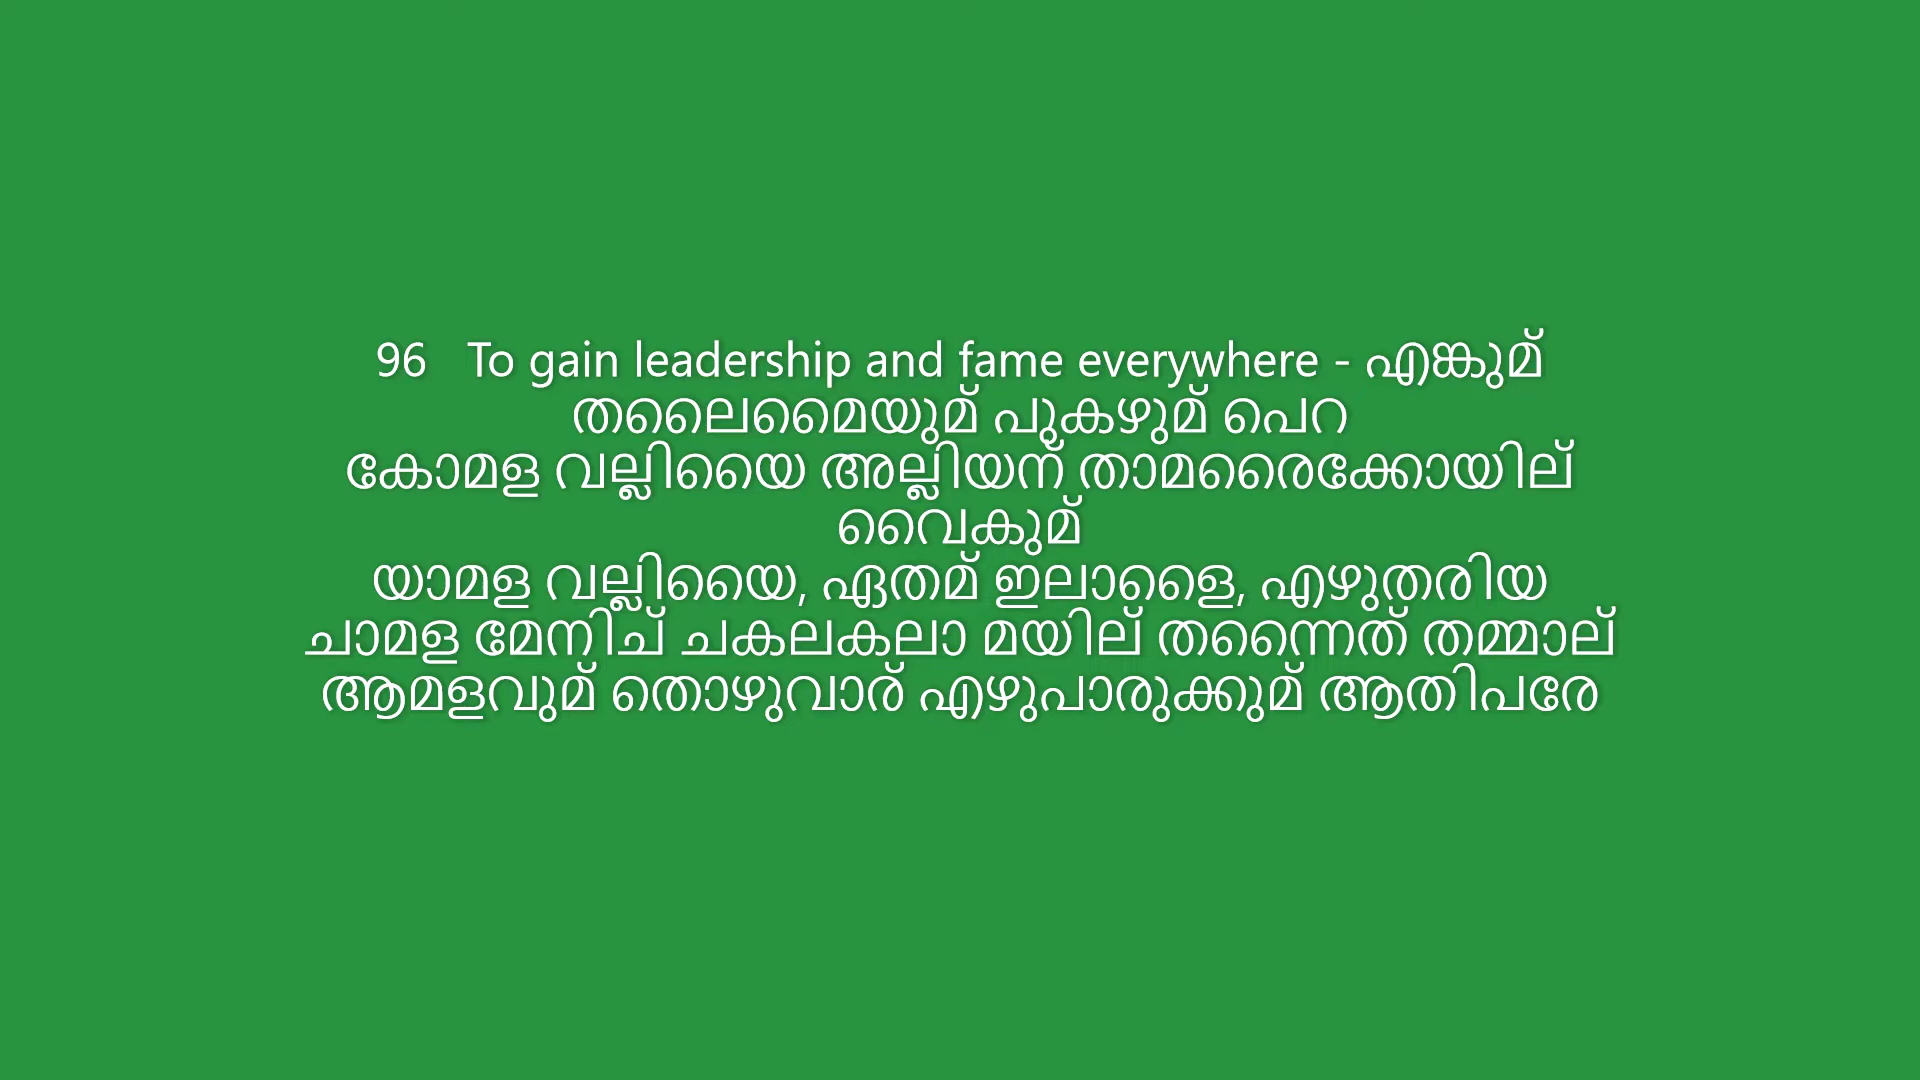 96   To gain leadership and fame everywhere - എങ്കുമ്
തലൈമൈയുമ് പുകഴുമ് പെറ
കോമള വല്ലിയൈ അല്ലിയന് താമരൈക്കോയില്
വൈകുമ്
യാമള വല്ലിയൈ, ഏതമ് ഇലാളൈ, എഴുതരിയ
ചാമള മേനിച് ചകലകലാ മയില് തന്നൈത് തമ്മാല്
ആമളവുമ് തൊഴുവാര് എഴുപാരുക്കുമ് ആതിപരേ